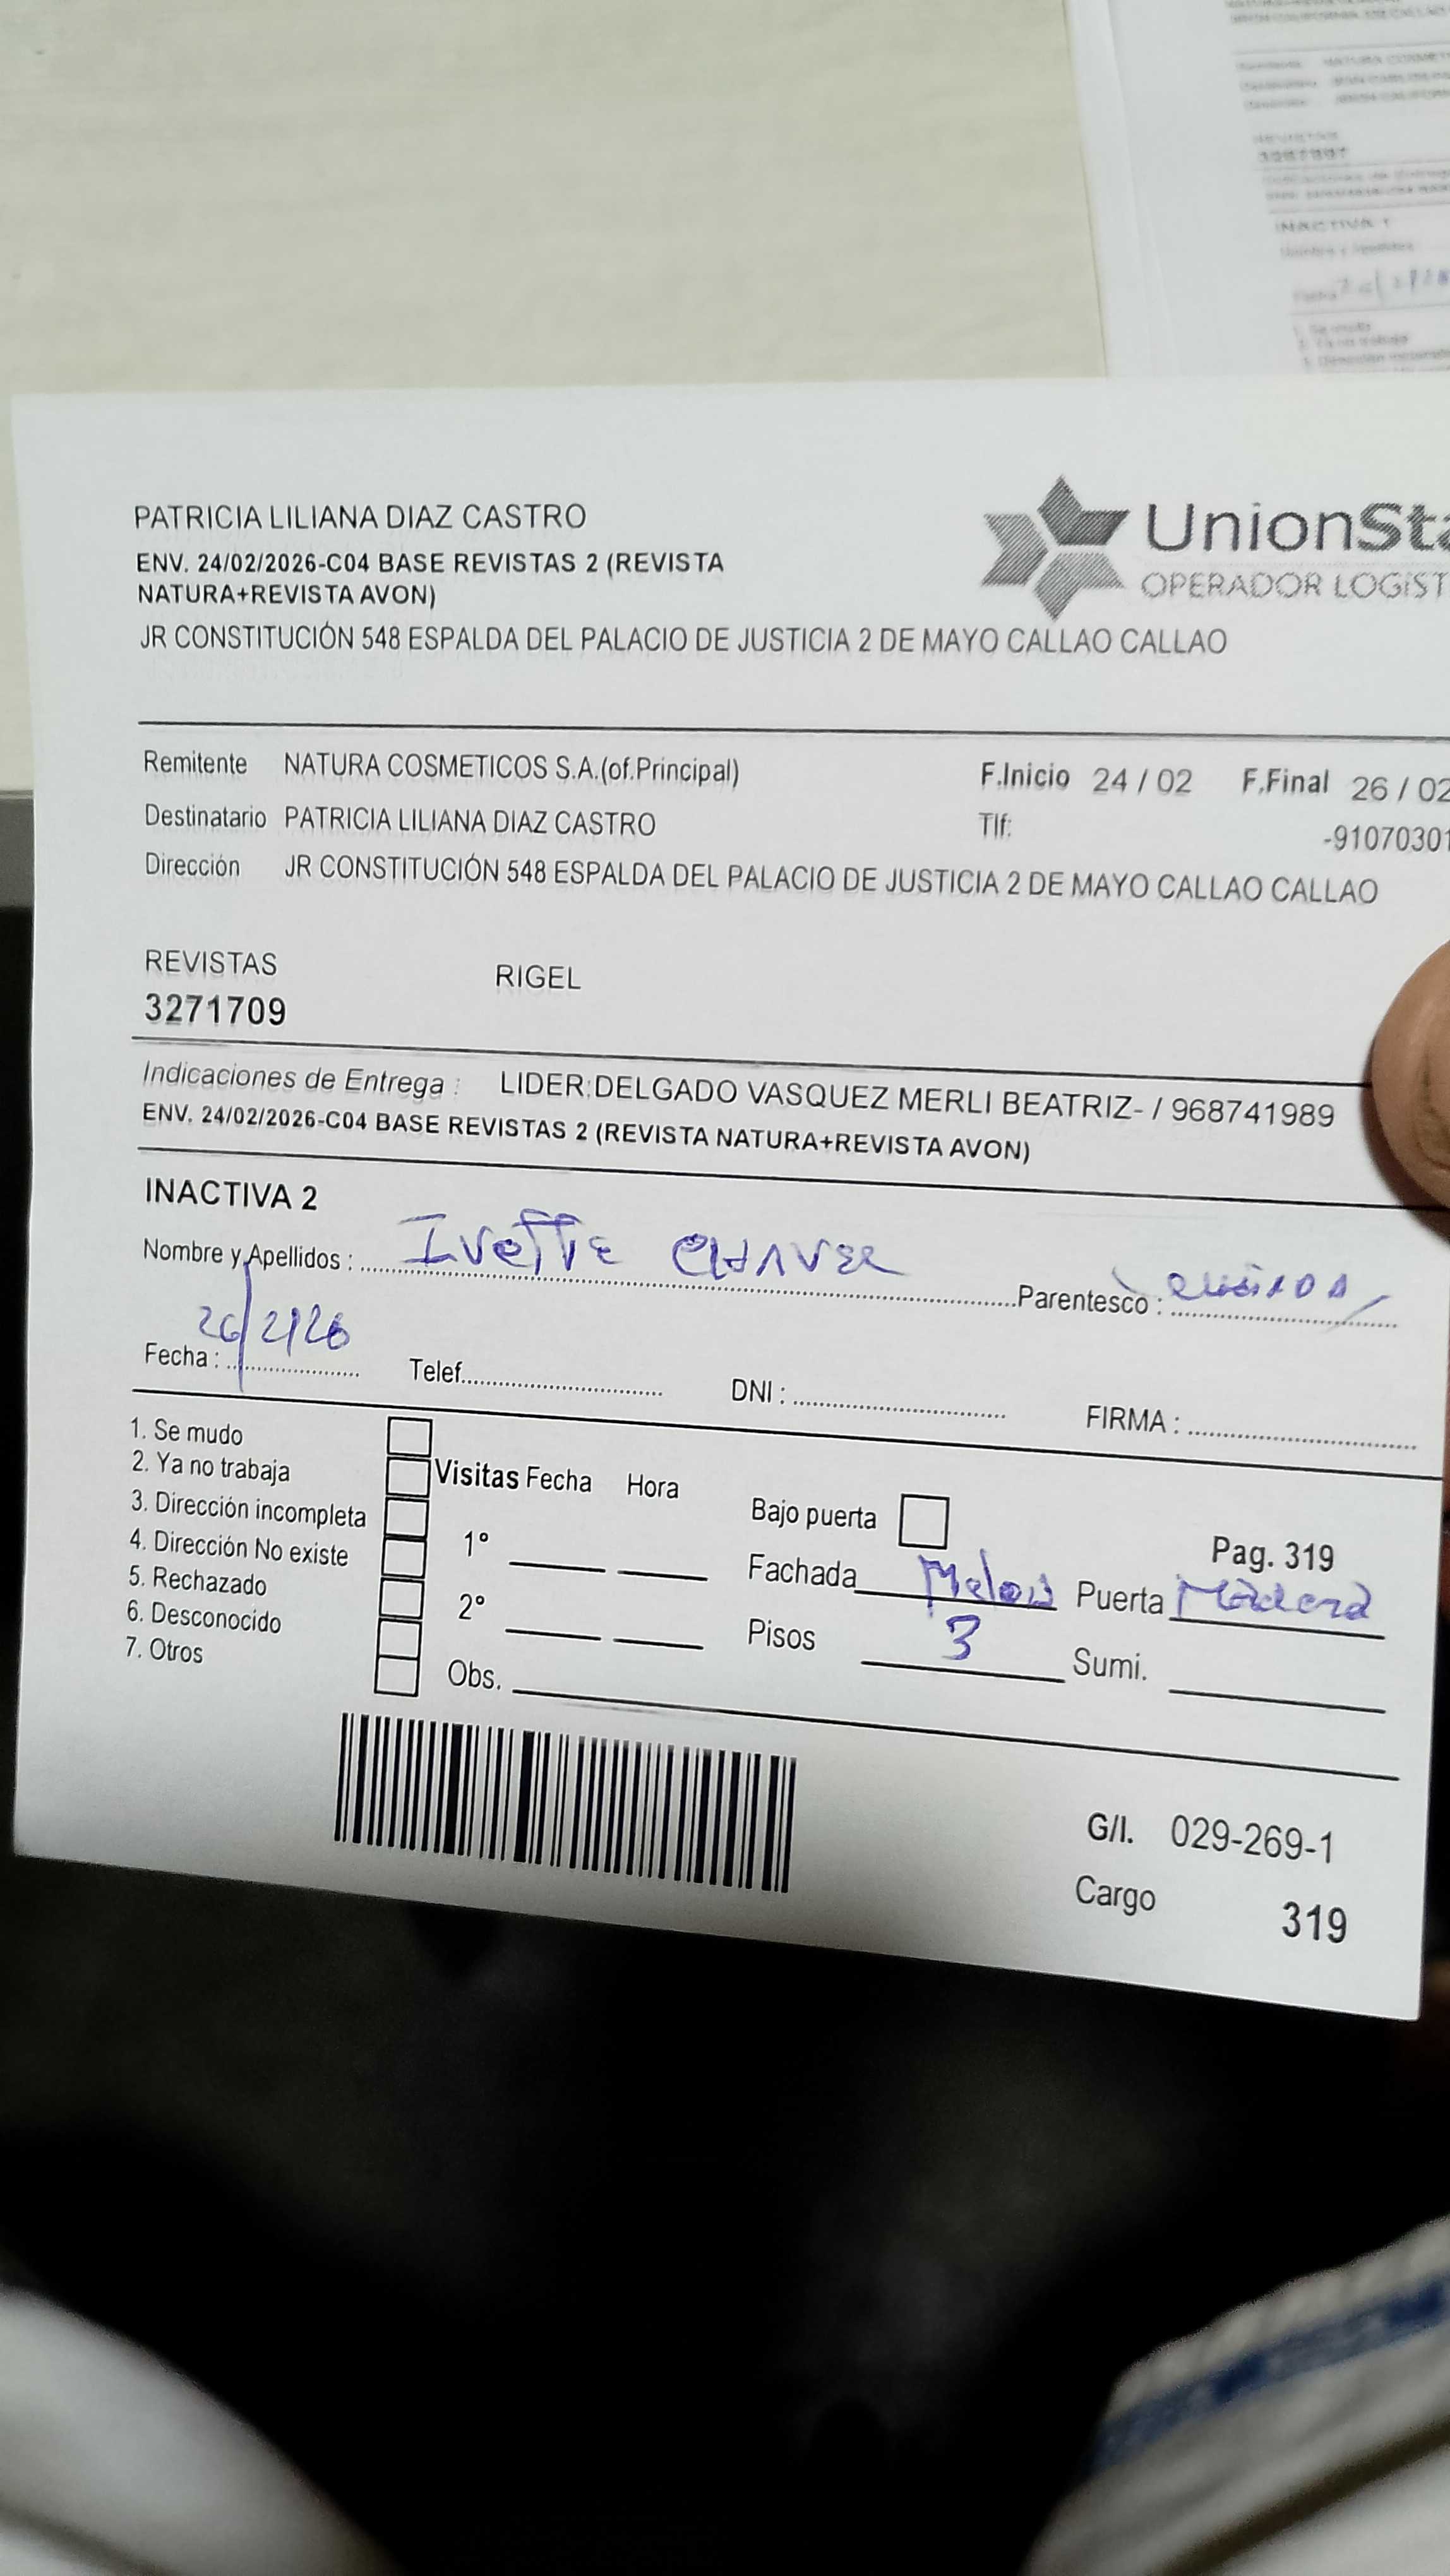 PATRICIA LILIANA DIAZ CASTRO
ENV. 24/02/2026-C04 BASE REVISTAS 2 (REVISTA
NATURA+REVISTA AVON)
JR CONSTITUCIÓN 548 ESPALDA DEL PALACIO DE JUSTICIA 2 DE MAYO CALLAO CALLAO
UnionSta
OPERADOR LOGÍST
Remitente NATURA COSMETICOS S.A.(of.Principal) F.Inicio 24 / 02 F.Final 26 / 02
Destinatario PATRICIA LILIANA DIAZ CASTRO Tlf: -91070301
Dirección JR CONSTITUCIÓN 548 ESPALDA DEL PALACIO DE JUSTICIA 2 DE MAYO CALLAO CALLAO
REVISTAS RIGEL
3271709
Indicaciones de Entrega : LIDER:DELGADO VASQUEZ MERLI BEATRIZ- / 968741989
ENV. 24/02/2026-C04 BASE REVISTAS 2 (REVISTA NATURA+REVISTA AVON)
INACTIVA 2
Nombre y Apellidos : Ivette Parentesco :
Fecha : 26/2/26 Telef. DNI : FIRMA :
1. Se mudo
2. Ya no trabaja
3. Dirección incompleta
4. Dirección No existe
5. Rechazado
6. Desconocido
7. Otros
Visitas Fecha Hora
1°
2°
Obs.
Bajo puerta
Fachada Puerta Madera
Pisos 3 Sumi.
Pag. 319
G/I. 029-269-1
Cargo 319
INACTIVA 1